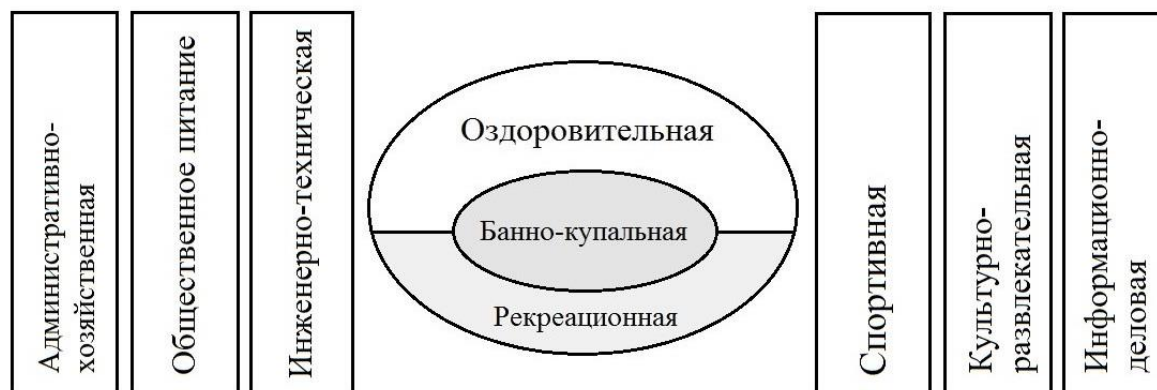 Административно-
хозяйственная
Общественное питание
Инженерно-техническая
Оздоровительная
Банно-купальная
Рекреационная
Спортивная
Культурно-
развлекательная
Информационно-
деловая